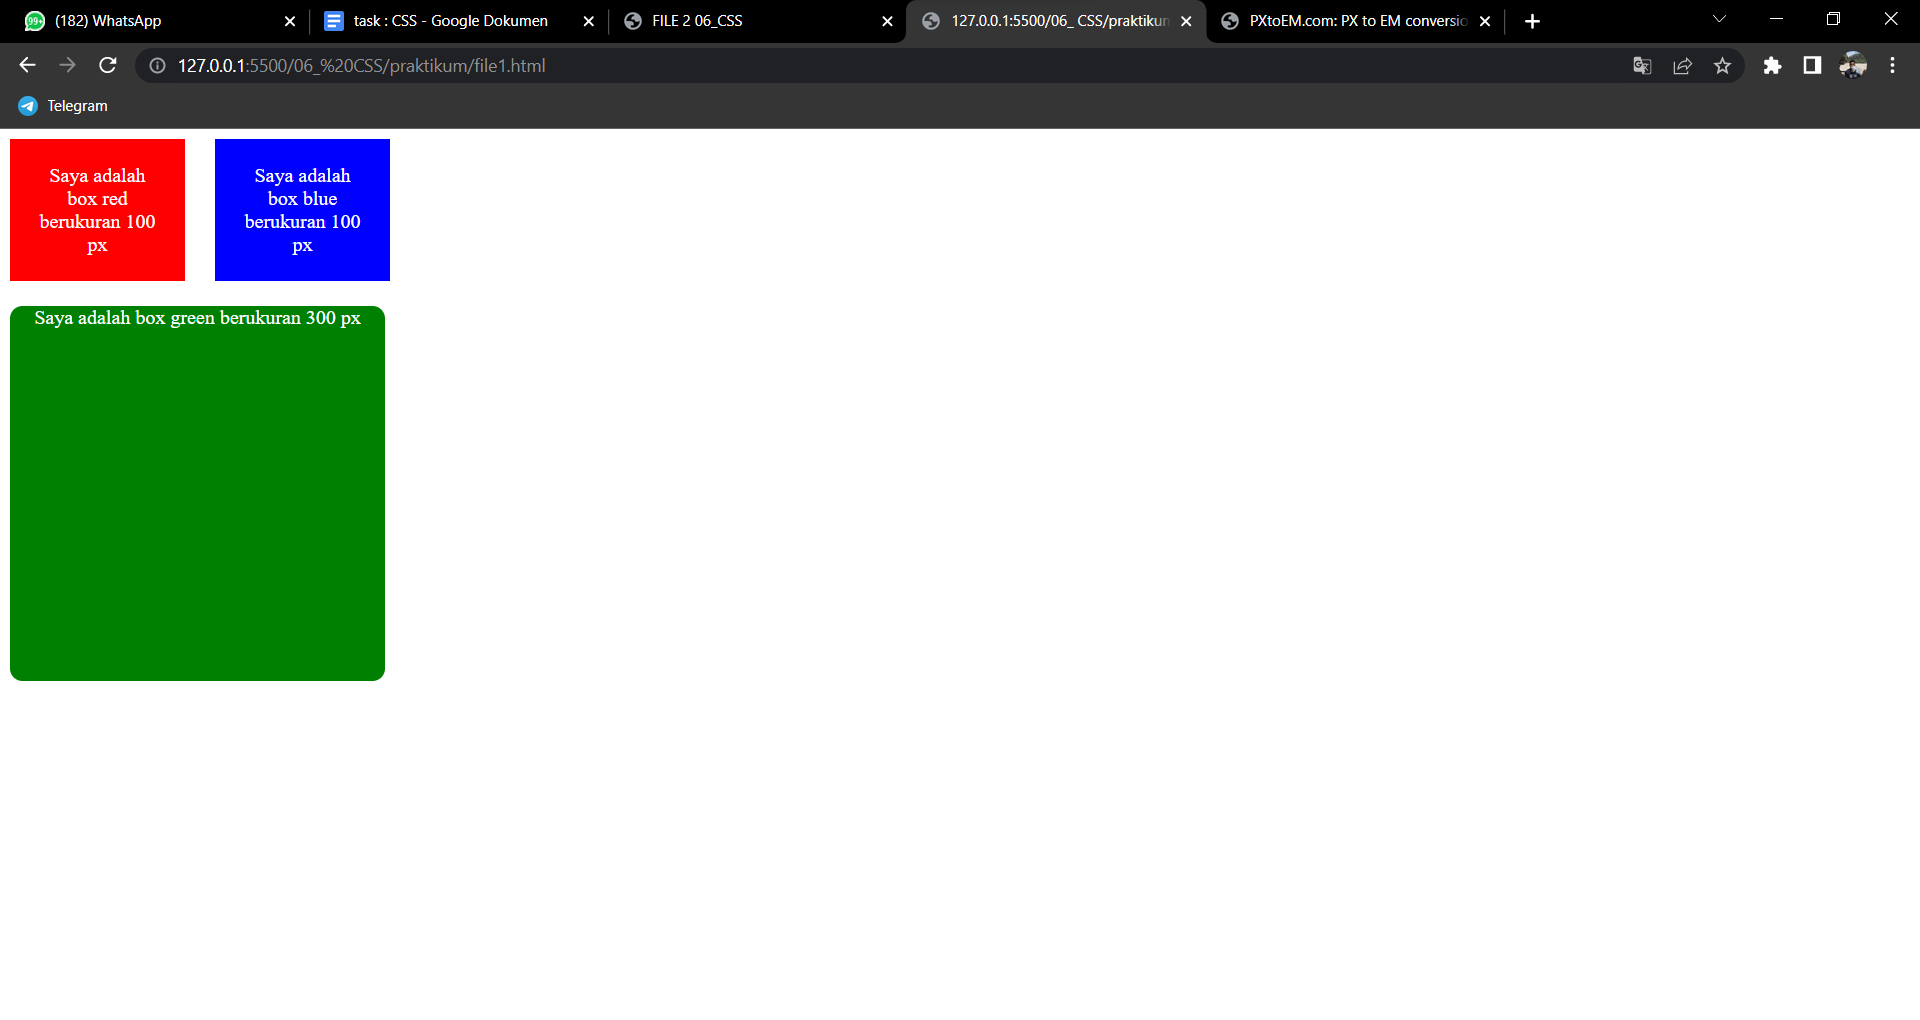 99+ (182) WhatsApp
task : CSS - Google Dokumen
FILE 2 06_CSS
127.0.0.1:5500/06_ CSS/praktikum
PXtoEM.com: PX to EM conversio
127.0.0.1:5500/06_%20CSS/praktikum/file1.html
Telegram
Saya adalah
box red
berukuran 100
px
Saya adalah
box blue
berukuran 100
px
Saya adalah box green berukuran 300 px